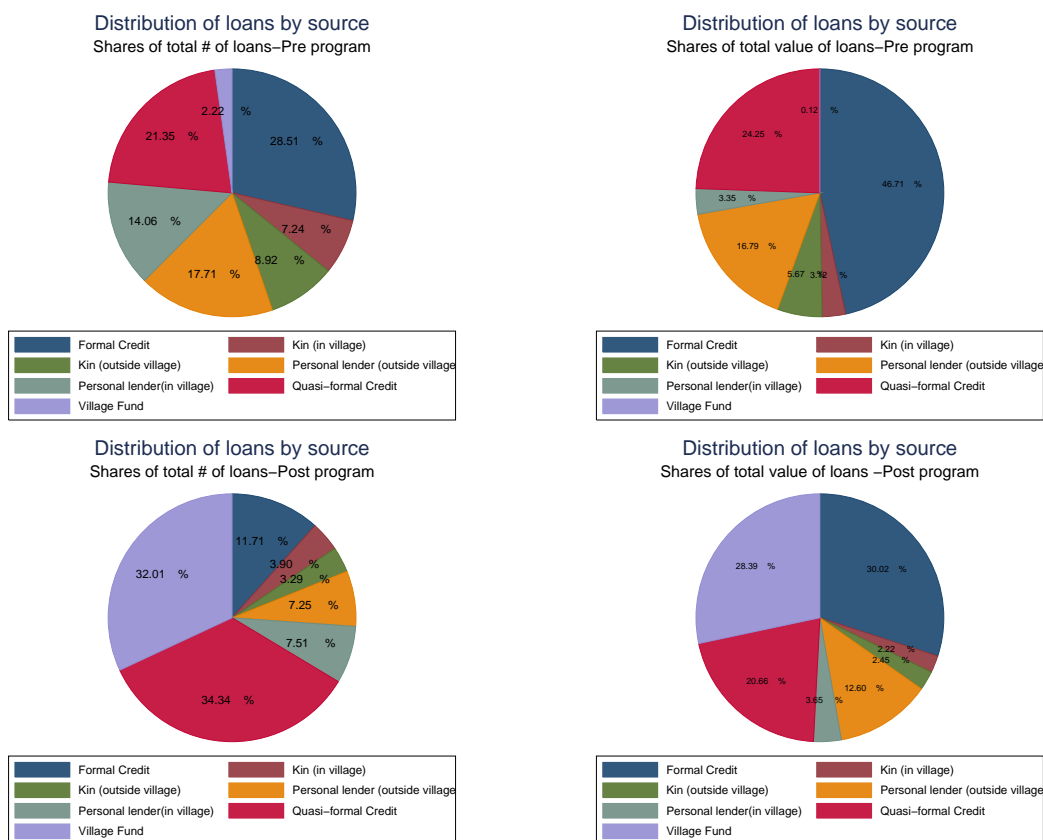 Distribution of loans by source
Shares of total # of loans−Pre program
2.22 %
21.35 %
28.51 %
14.06 %
7.24 %
8.92 %
17.71 %
Formal Credit
Kin (in village)
Kin (outside village)
Personal lender (outside village
Personal lender(in village)
Quasi−formal Credit
Village Fund
Distribution of loans by source
Shares of total value of loans−Pre program
0.12 %
24.25 %
46.71 %
3.35 %
16.79 %
5.67 %
%
Formal Credit
Kin (in village)
Kin (outside village)
Personal lender (outside village
Personal lender(in village)
Quasi−formal Credit
Village Fund
Distribution of loans by source
Shares of total # of loans−Post program
11.71 %
32.01 %
3.90 %
3.29 %
7.25 %
7.51 %
34.34 %
Formal Credit
Kin (in village)
Kin (outside village)
Personal lender (outside village
Personal lender(in village)
Quasi−formal Credit
Village Fund
Distribution of loans by source
Shares of total value of loans −Post program
28.39 %
30.02 %
2.22 %
2.45 %
20.66 %
12.60 %
3.65 %
Formal Credit
Kin (in village)
Kin (outside village)
Personal lender (outside village
Personal lender(in village)
Quasi−formal Credit
Village Fund